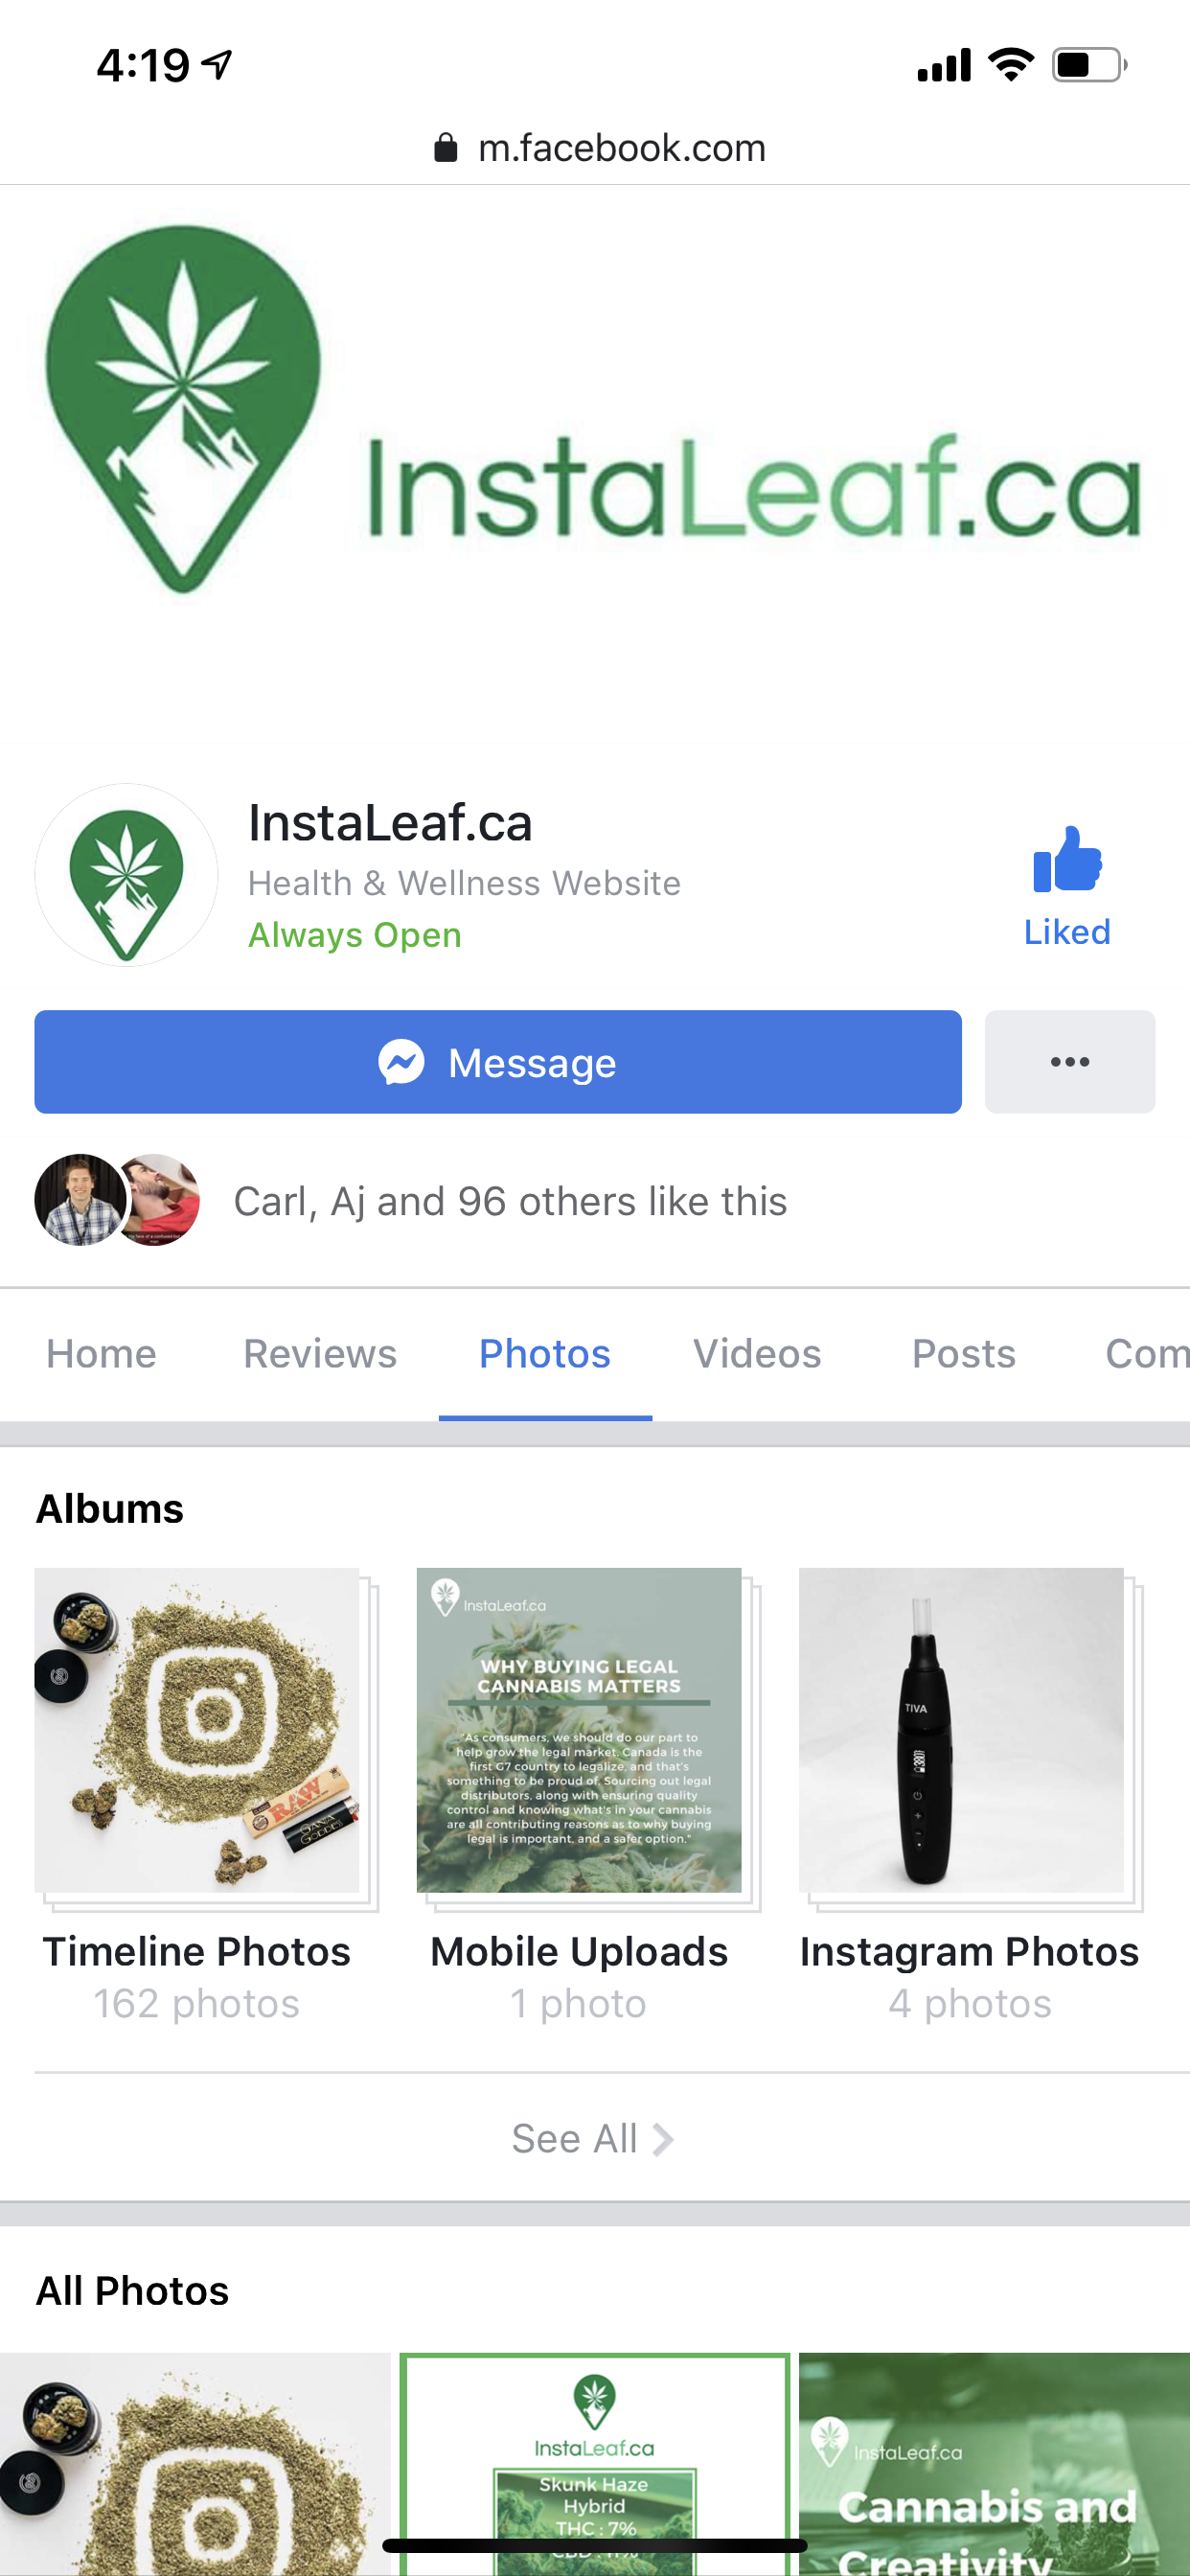 4:19
m.facebook.com
InstaLeaf.ca
InstaLeaf.ca
Health & Wellness Website
Always Open
Liked
Message
Carl, Aj and 96 others like this
Home Reviews Photos Videos Posts Com
Albums
RAW
GANJA
GODDESS
InstaLeaf.ca
WHY BUYING LEGAL
CANNABIS MATTERS
"As consumers, we should do our part to
help grow the legal market. Canada is the
first G7 country to legalize, and that's
something to be proud of. Sourcing out legal
distributors, along with ensuring quality
control and knowing what's in your cannabis
are all contributing reasons as to why buying
legal is important, and a safer option."
TIVA
Timeline Photos
162 photos
Mobile Uploads
1 photo
Instagram Photos
4 photos
See All
All Photos
InstaLeaf.ca
Skunk Haze
Hybrid
THC : 7%
InstaLeaf.ca
Cannabis and
Creativity